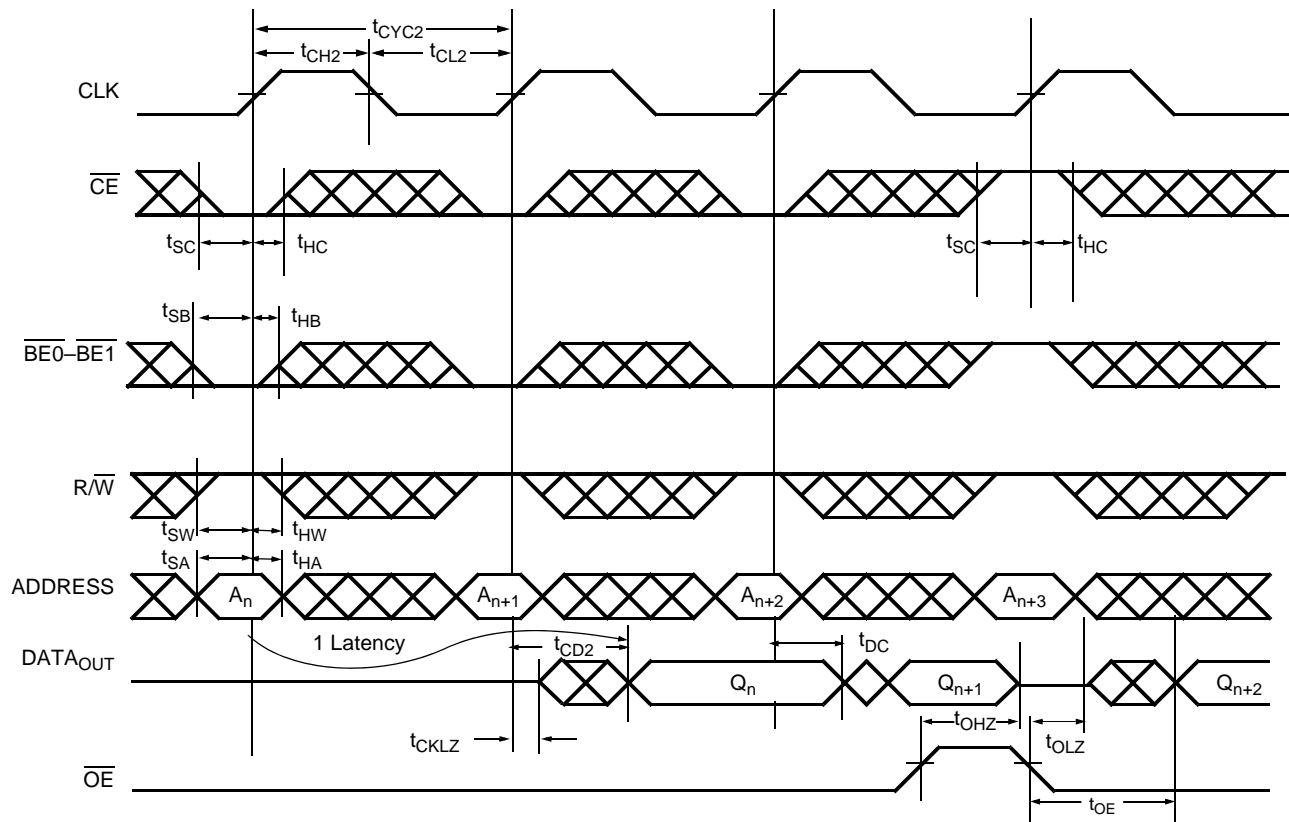 tCYC2
tCH2 tCL2
CLK
CE
tSC tHC tSC tHC
tSB tHB
BE0–BE1
R/W
tSW tHW
tSA tHA
ADDRESS An An+1 An+2 An+3
1 Latency tCD2 tDC
DATAOUT
Qn Qn+1 Qn+2
tOHZ tOLZ
tCKLZ
OE
tOE